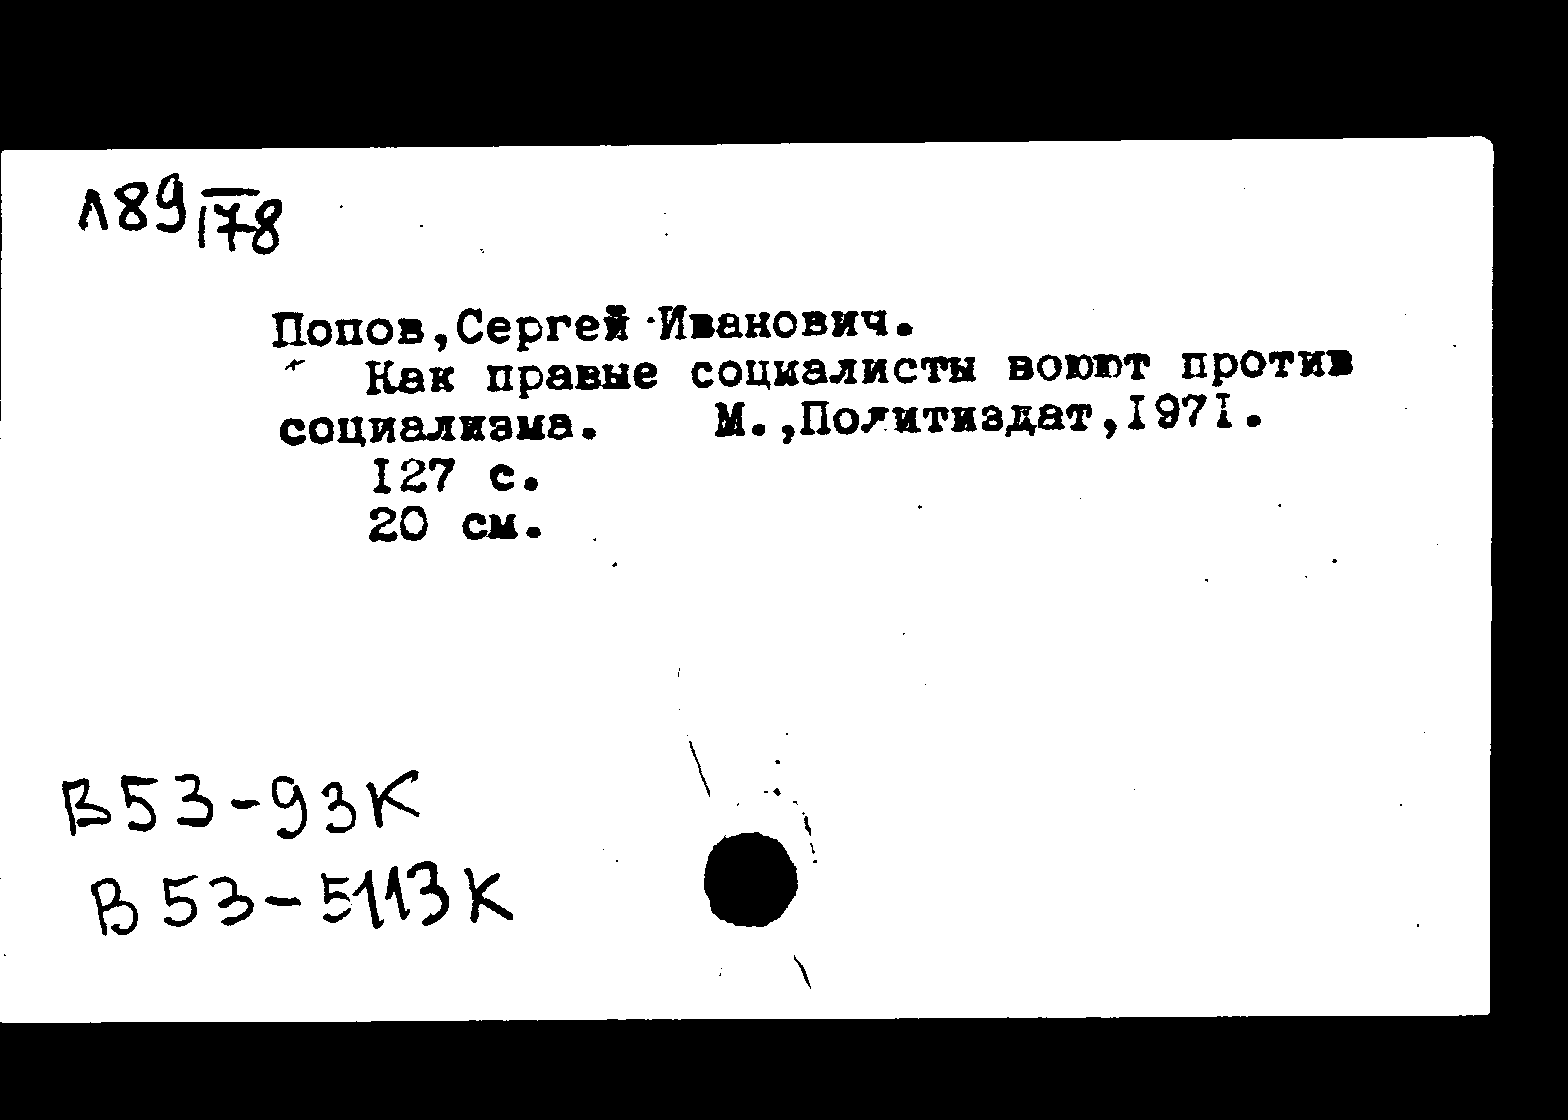 Л89/178
Попов,Сергей Иванович.
Как правые социалисты воюют против
социализма. М.,Политиздат,1971.
127 с.
20 см.
В53-93К
В53-5113К